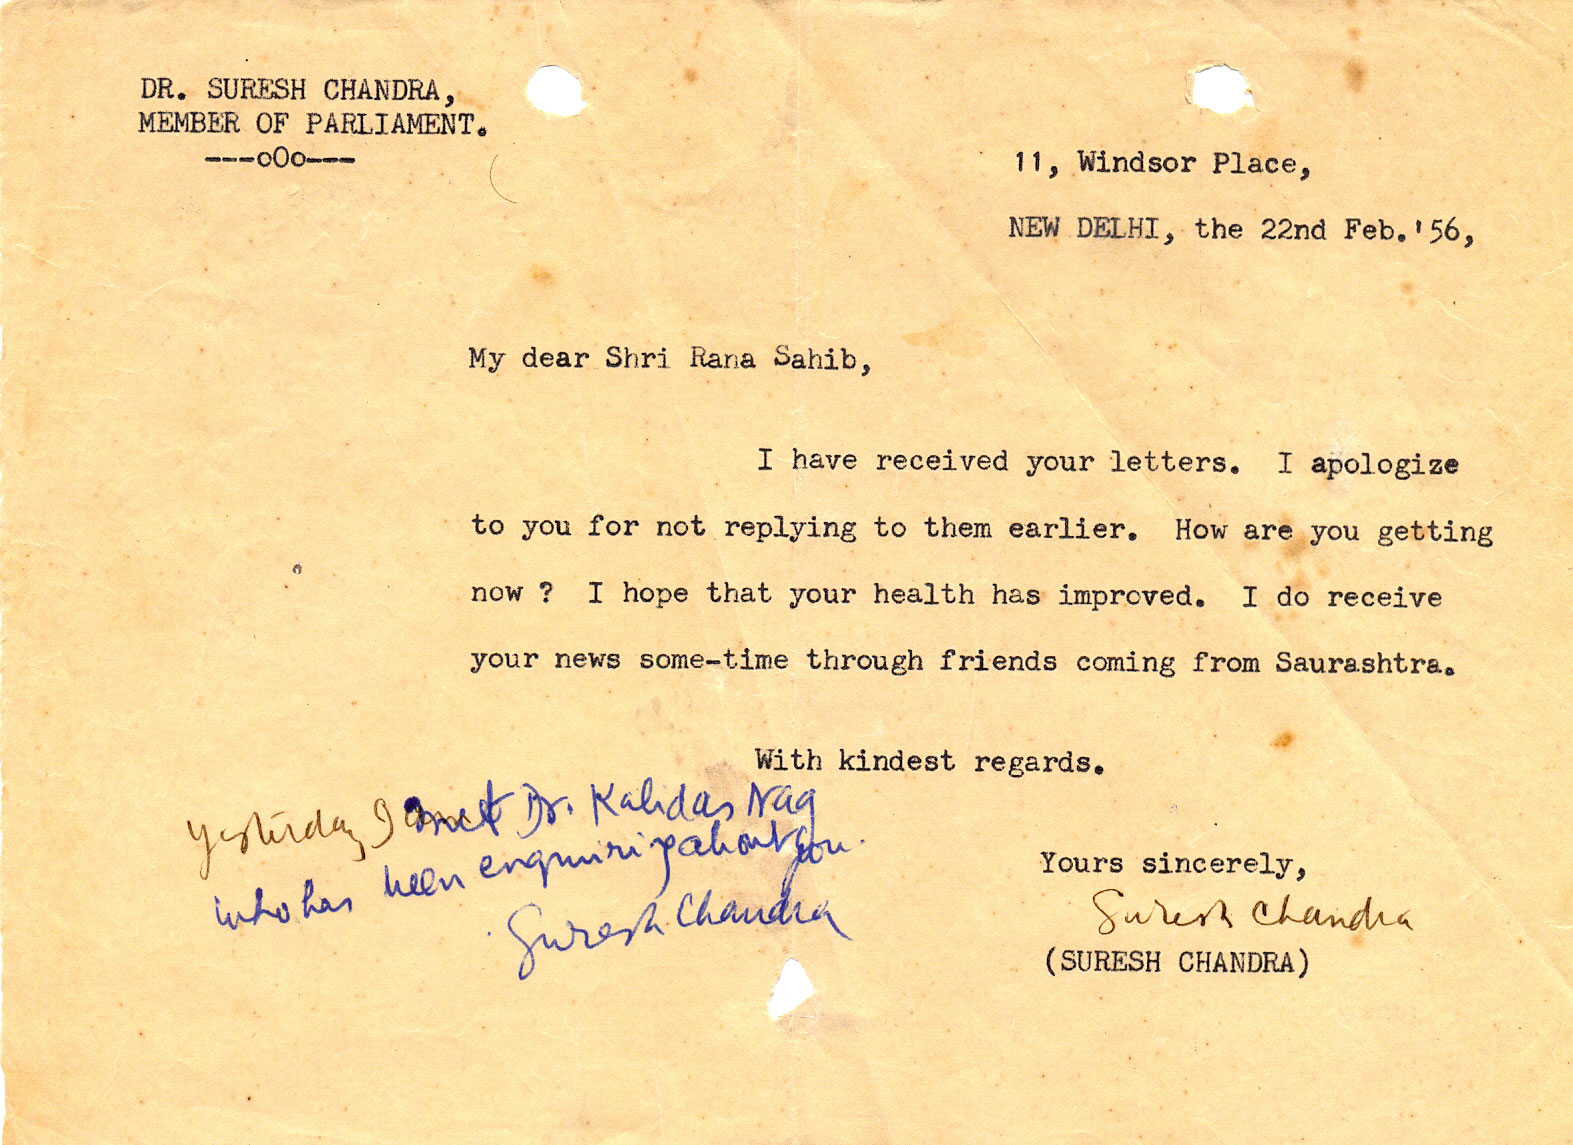 DR. SURESH CHANDRA,
MEMBER OF PARLIAMENT.
---oOo---
11, Windsor Place,
NEW DELHI, the 22nd Feb.'56,
My dear Shri Rana Sahib,
I have received your letters. I apologize
to you for not replying to them earlier. How are you getting
now ? I hope that your health has improved. I do receive
your news some-time through friends coming from Saurashtra.
With kindest regards.
Yesterday I met Dr. Kalidas Nag
who has been enquiring about you.
Suresh Chandra
Yours sincerely,
Suresh Chandra
(SURESH CHANDRA)